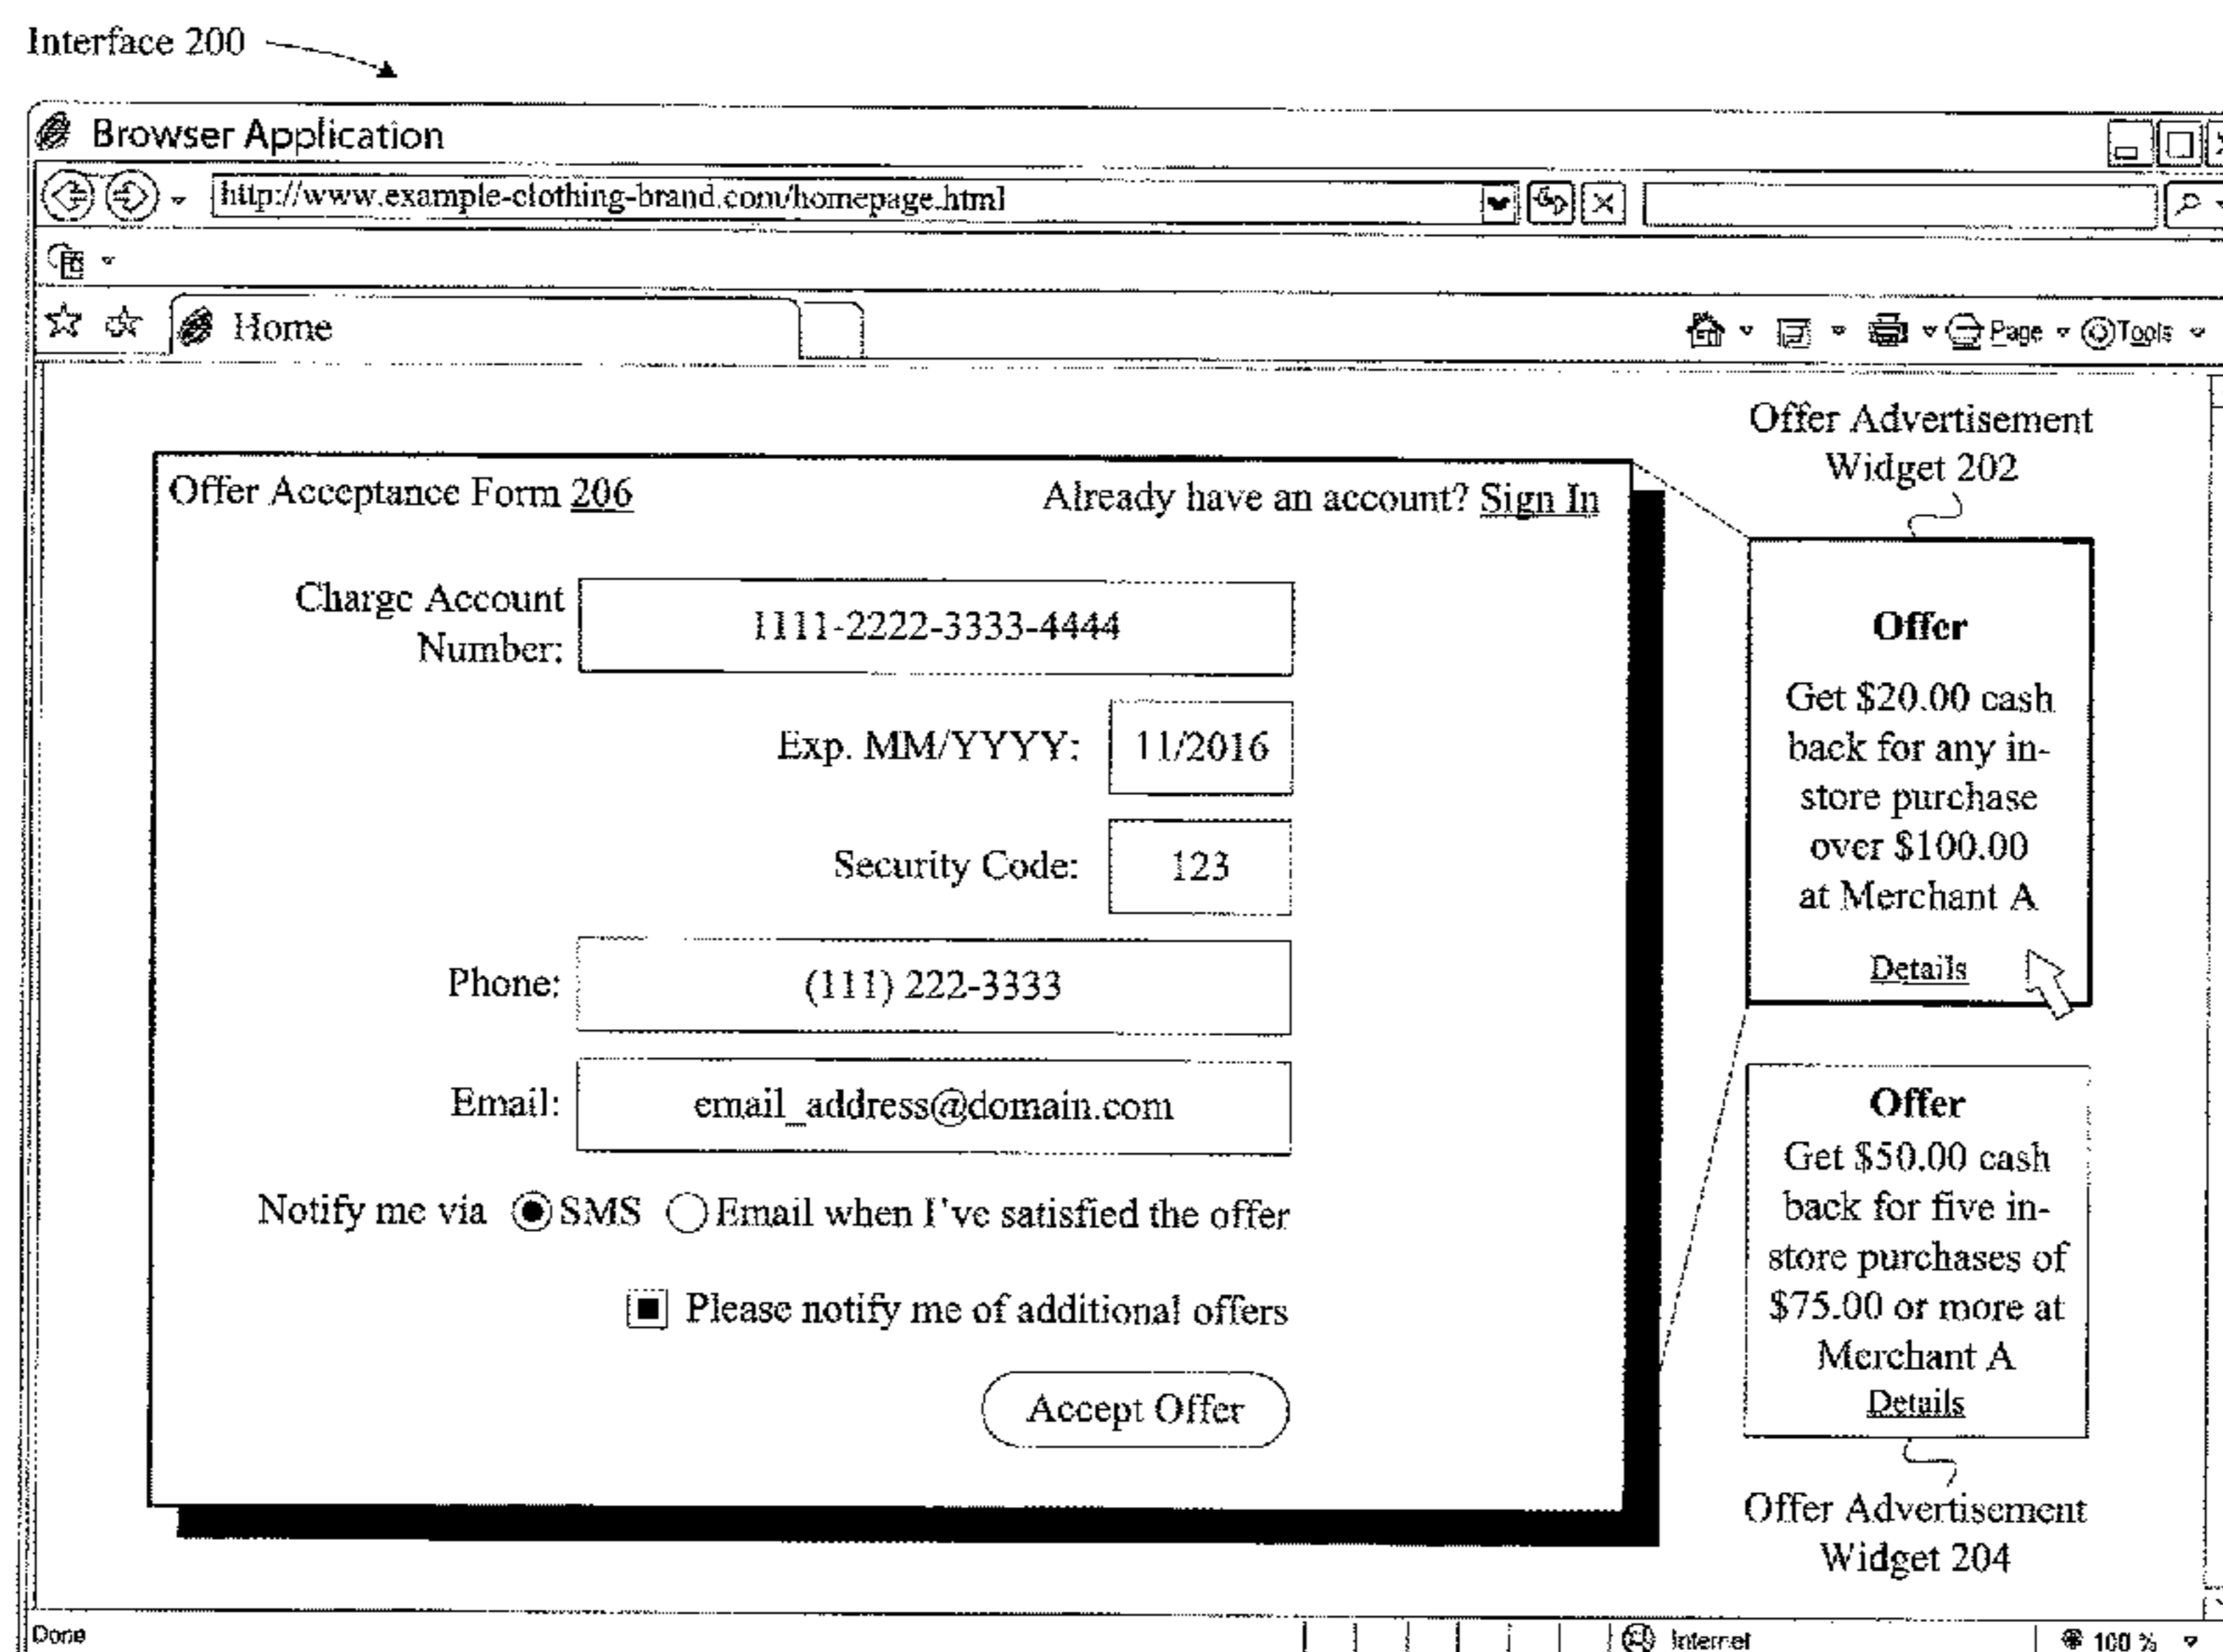 Interface 200
Browser Application
http://www.example-clothing-brand.com/homepage.html
Home
Page
Tools
Offer Acceptance Form 206
Already have an account? Sign In
Charge Account
Number:
1111-2222-3333-4444
Exp. MM/YYYY:
11/2016
Security Code:
123
Phone:
(111) 222-3333
Email:
email_address@domain.com
Notify me via SMS Email when I've satisfied the offer
Please notify me of additional offers
Accept Offer
Offer Advertisement
Widget 202
Offer
Get $20.00 cash
back for any in-
store purchase
over $100.00
at Merchant A
Details
Offer
Get $50.00 cash
back for five in-
store purchases of
$75.00 or more at
Merchant A
Details
Offer Advertisement
Widget 204
Done
Internet
100 %